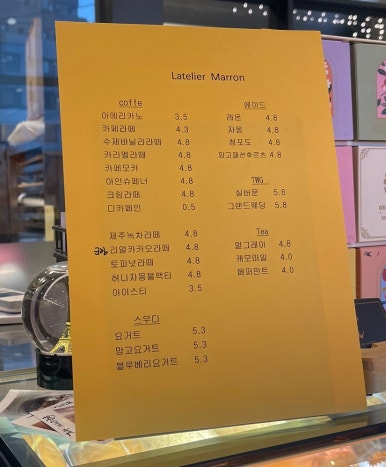 Latelier Marron
coffe
아메리카노 3.5
카페라떼 4.3
수제바닐라라떼 4.8
카라멜라떼 4.8
카페모카 4.8
아인슈페너 4.8
크림라떼 4.8
디카페인 0.5
제주녹차라떼 4.8
리얼카카오라떼 4.8
토피넛라떼 4.8
허니자몽블랙티 4.8
아이스티 3.5
스무디
요거트 5.3
망고요거트 5.3
블루베리요거트 5.3
에이드
레몬 4.8
자몽 4.8
청포도 4.8
망고패션후르츠 4.8
TWG
실버문 5.8
그랜드웨딩 5.8
Tea
얼그레이 4.8
캐모마일 4.0
페퍼민트 4.0